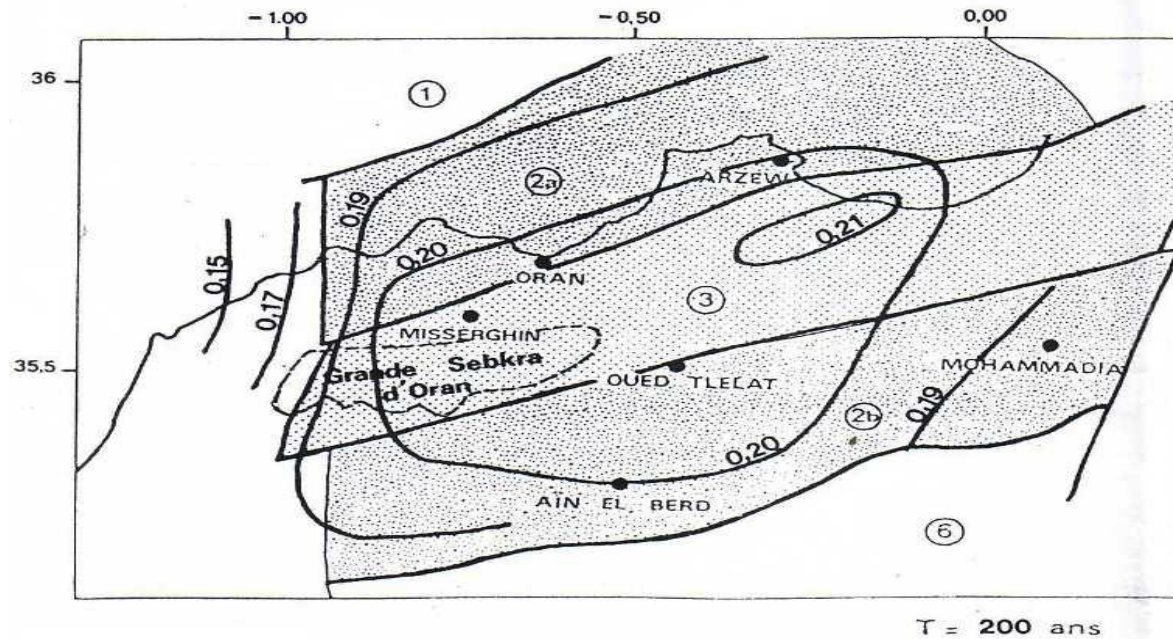 -1.00 -0,50 0,00
36
1
2a
ARZEW
0,19
0,20
0,21
0,15
0,17
ORAN
3
MISSERGHIN
35.5
Grande Sebkra
d'Oran
OUED TLELAT
MOHAMMADIA
2b
0,19
0,20
AIN EL BERD
6
T = 200 ans